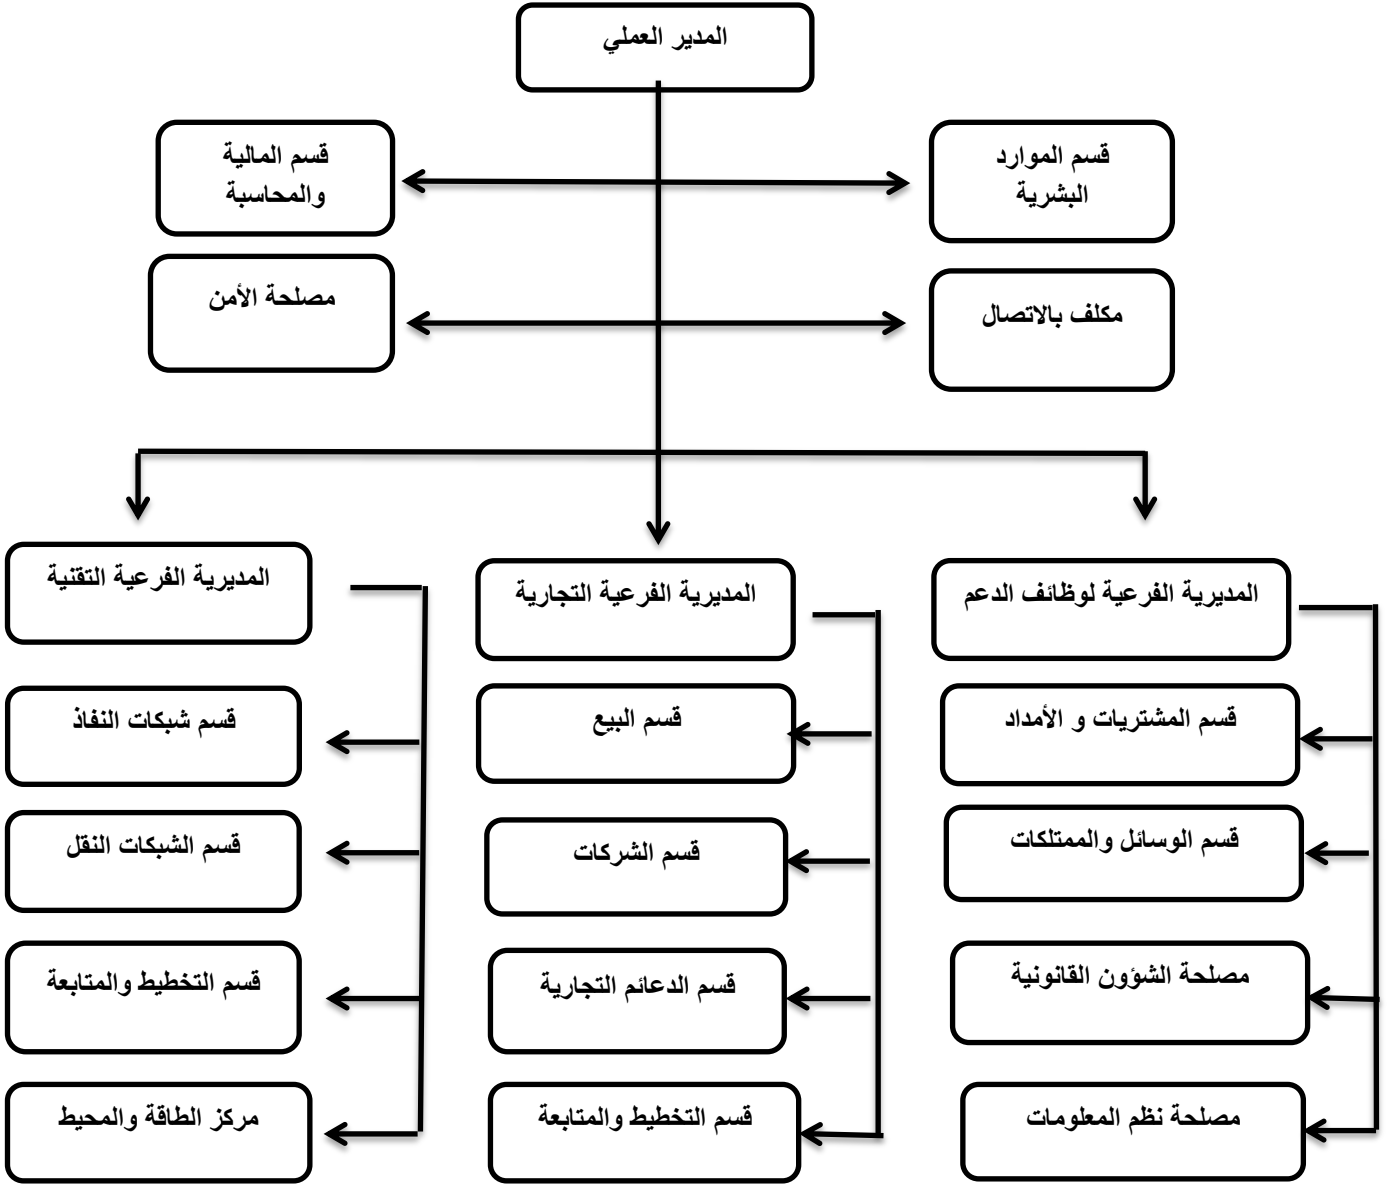 المدير العملي
قسم الموارد
البشرية
قسم المالية
والمحاسبة
مكلف بالاتصال
مصلحة الأمن
المديرية الفرعية لوظائف الدعم
المديرية الفرعية التجارية
المديرية الفرعية التقنية
قسم المشتريات و الأمداد
قسم البيع
قسم شبكات النفاذ
قسم الوسائل والممتلكات
قسم الشركات
قسم الشبكات النقل
مصلحة الشؤون القانونية
قسم الدعائم التجارية
قسم التخطيط والمتابعة
مصلحة نظم المعلومات
قسم التخطيط والمتابعة
مركز الطاقة والمحيط